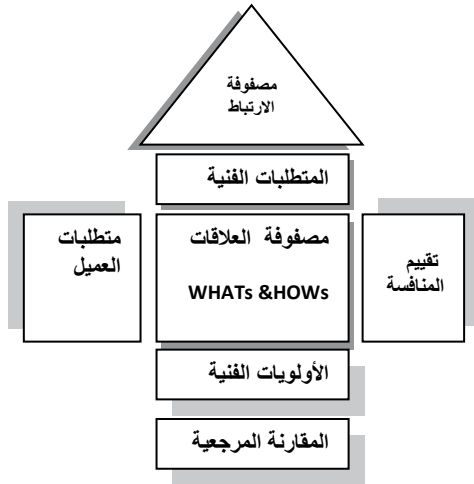 مصفوفة
الارتباط
المتطلبات الفنية
متطلبات
العميل
مصفوفة العلاقات
WHATs &HOWs
تقييم
المنافسة
الأولويات الفنية
المقارنة المرجعية